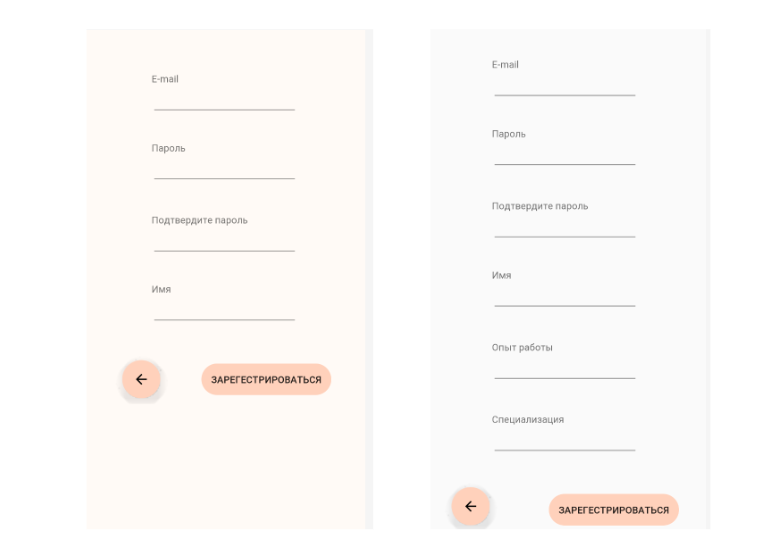 E-mail
Пароль
Подтвердите пароль
Имя
ЗАРЕГЕСТРИРОВАТЬСЯ
E-mail
Пароль
Подтвердите пароль
Имя
Опыт работы
Специализация
ЗАРЕГЕСТРИРОВАТЬСЯ